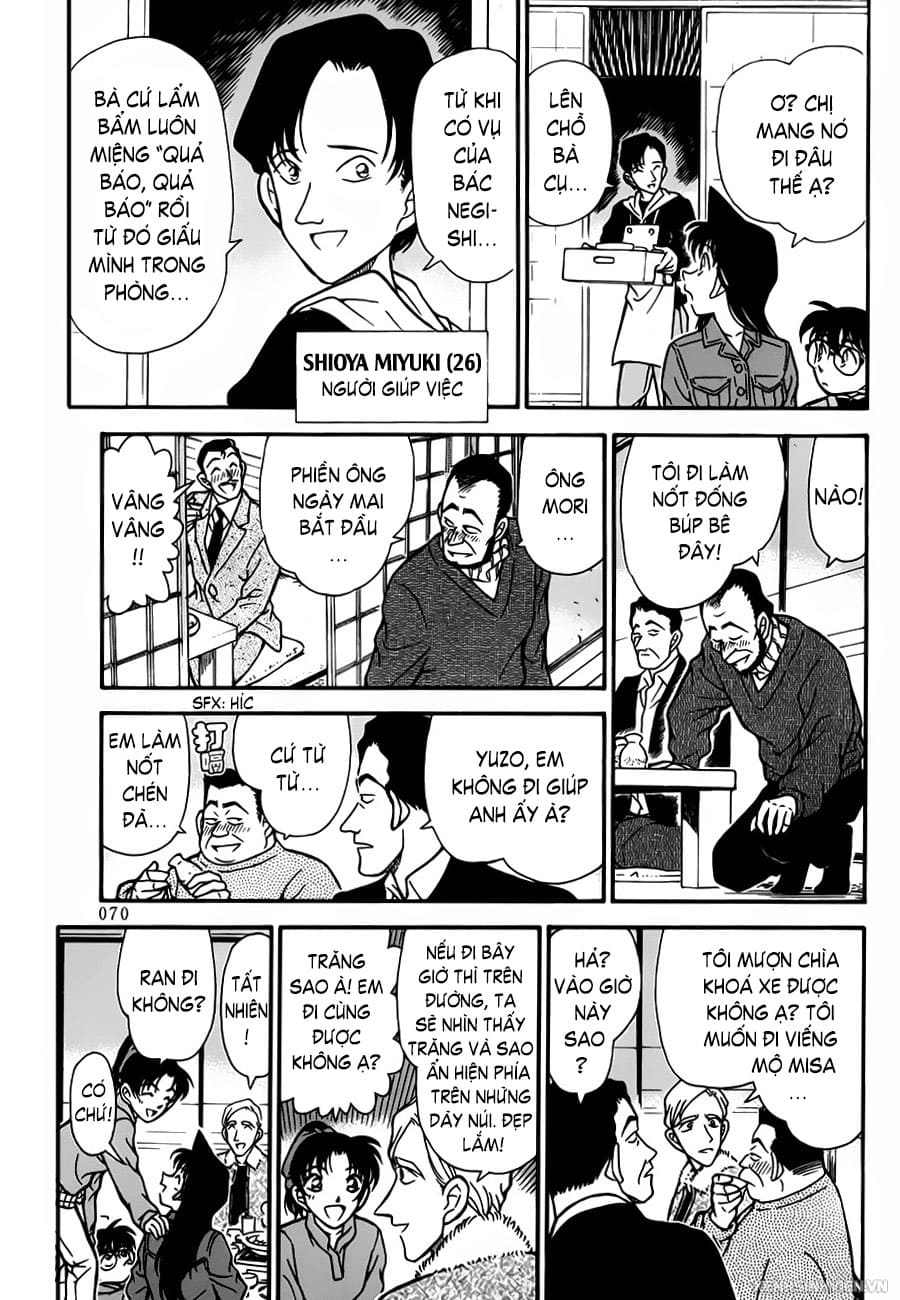 Ơ? CHỊ
MANG NÓ
ĐI ĐÂU
THẾ Ạ?
LÊN
CHỖ
BÀ
CỤ...
TỪ KHI
CÓ VỤ
CỦA
BÁC
NEGI-
SHI...
BÀ CỨ LẨM
BẨM LUÔN
MIỆNG “QUẢ
BÁO, QUẢ
BÁO” RỒI
TỪ ĐÓ GIẤU
MÌNH TRONG
PHÒNG...
SHIOYA MIYUKI (26)
NGƯỜI GIÚP VIỆC
NÀO!
TÔI ĐI LÀM
NỐT ĐỐNG
BÚP BÊ
ĐÂY!
ÔNG
MORI
...
PHIỀN ÔNG
NGÀY MAI
BẮT ĐẦU
...
VÂNG
VÂNG
!!
SFX: HÍC
YUZO, EM
KHÔNG ĐI GIÚP
ANH ẤY À?
CỨ TỪ
TỪ...
打
嗝
EM LÀM
NỐT
CHÉN
ĐÀ...
070
TÔI MƯỢN CHÌA
KHOÁ XE ĐƯỢC
KHÔNG Ạ? TÔI
MUỐN ĐI VIẾNG
MỘ MISA
...
HẢ?
VÀO GIỜ
NÀY
SAO
?
NẾU ĐI BÂY
GIỜ THÌ TRÊN
ĐƯỜNG, TA
SẼ NHÌN THẤY
TRĂNG VÀ SAO
ẨN HIỆN PHÍA
TRÊN NHỮNG
DÃY NÚI. ĐẸP
LẮM!
TRĂNG
SAO À! EM
ĐI CÙNG
ĐƯỢC
KHÔNG Ạ?
TẤT
NHIÊN
!
RAN ĐI
KHÔNG?
CÓ
CHỨ!